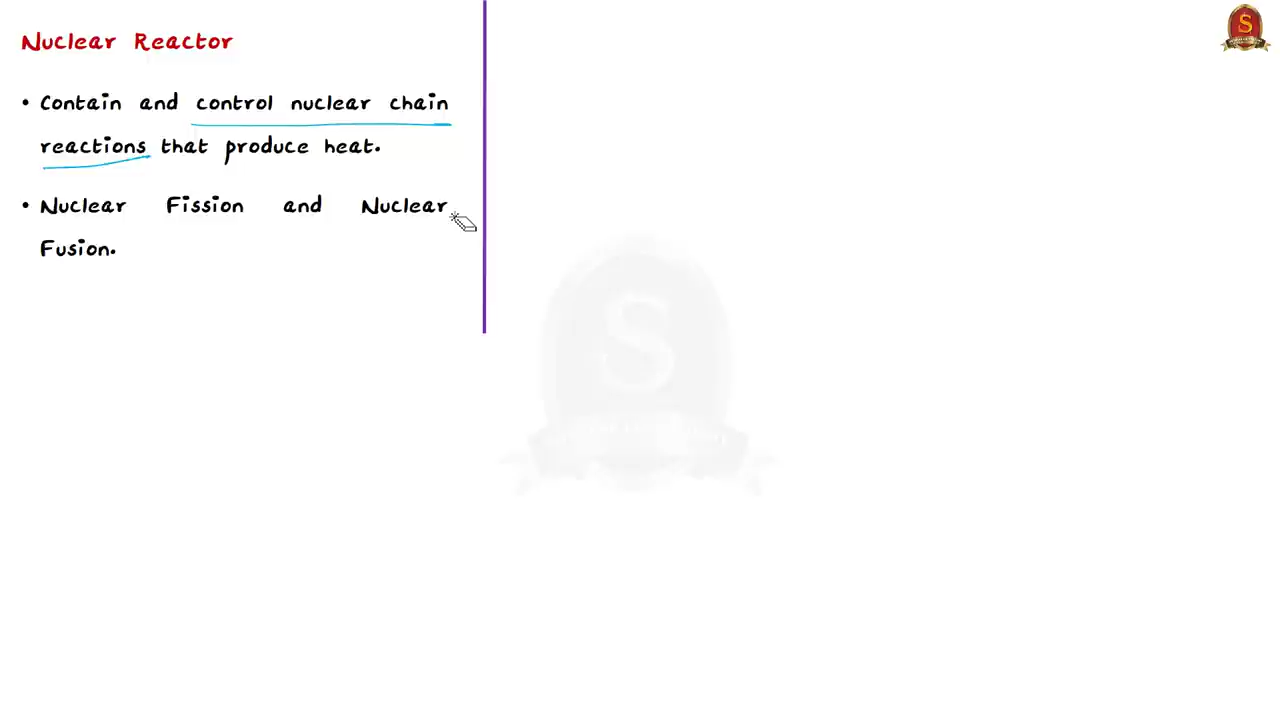 Nuclear Reactor
• Contain and control nuclear chain
reactions that produce heat.
• Nuclear Fission and Nuclear
Fusion.
S
S